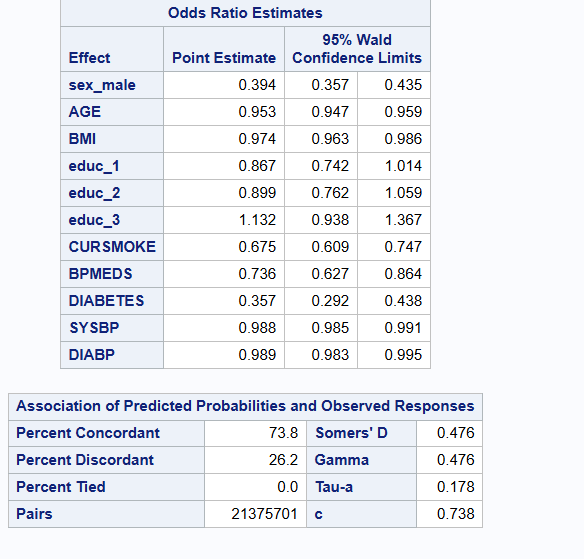 Odds Ratio Estimates
Effect Point Estimate 95% Wald Confidence Limits
sex_male 0.394 0.357 0.435
AGE 0.953 0.947 0.959
BMI 0.974 0.963 0.986
educ_1 0.867 0.742 1.014
educ_2 0.899 0.762 1.059
educ_3 1.132 0.938 1.367
CURSMOKE 0.675 0.609 0.747
BPMEDS 0.736 0.627 0.864
DIABETES 0.357 0.292 0.438
SYSBP 0.988 0.985 0.991
DIABP 0.989 0.983 0.995
Association of Predicted Probabilities and Observed Responses
Percent Concordant 73.8 Somers' D 0.476
Percent Discordant 26.2 Gamma 0.476
Percent Tied 0.0 Tau-a 0.178
Pairs 21375701 c 0.738